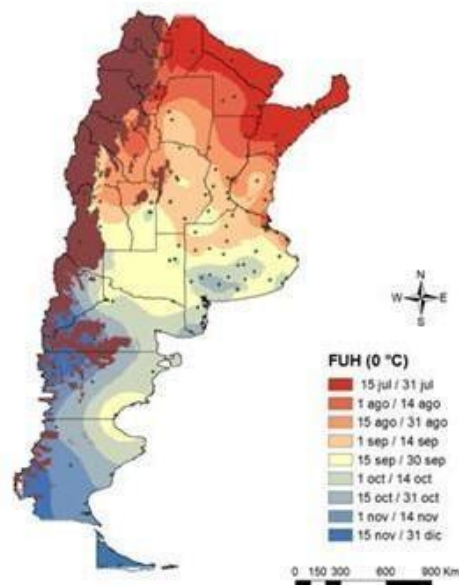 N
W E
S
FUH (0 °C)
15 jul / 31 jul
1 ago / 14 ago
15 ago / 31 ago
1 sep / 14 sep
15 sep / 30 sep
1 oct / 14 oct
15 oct / 31 oct
1 nov / 14 nov
15 nov / 31 dic
0 150 300 600 900 Km